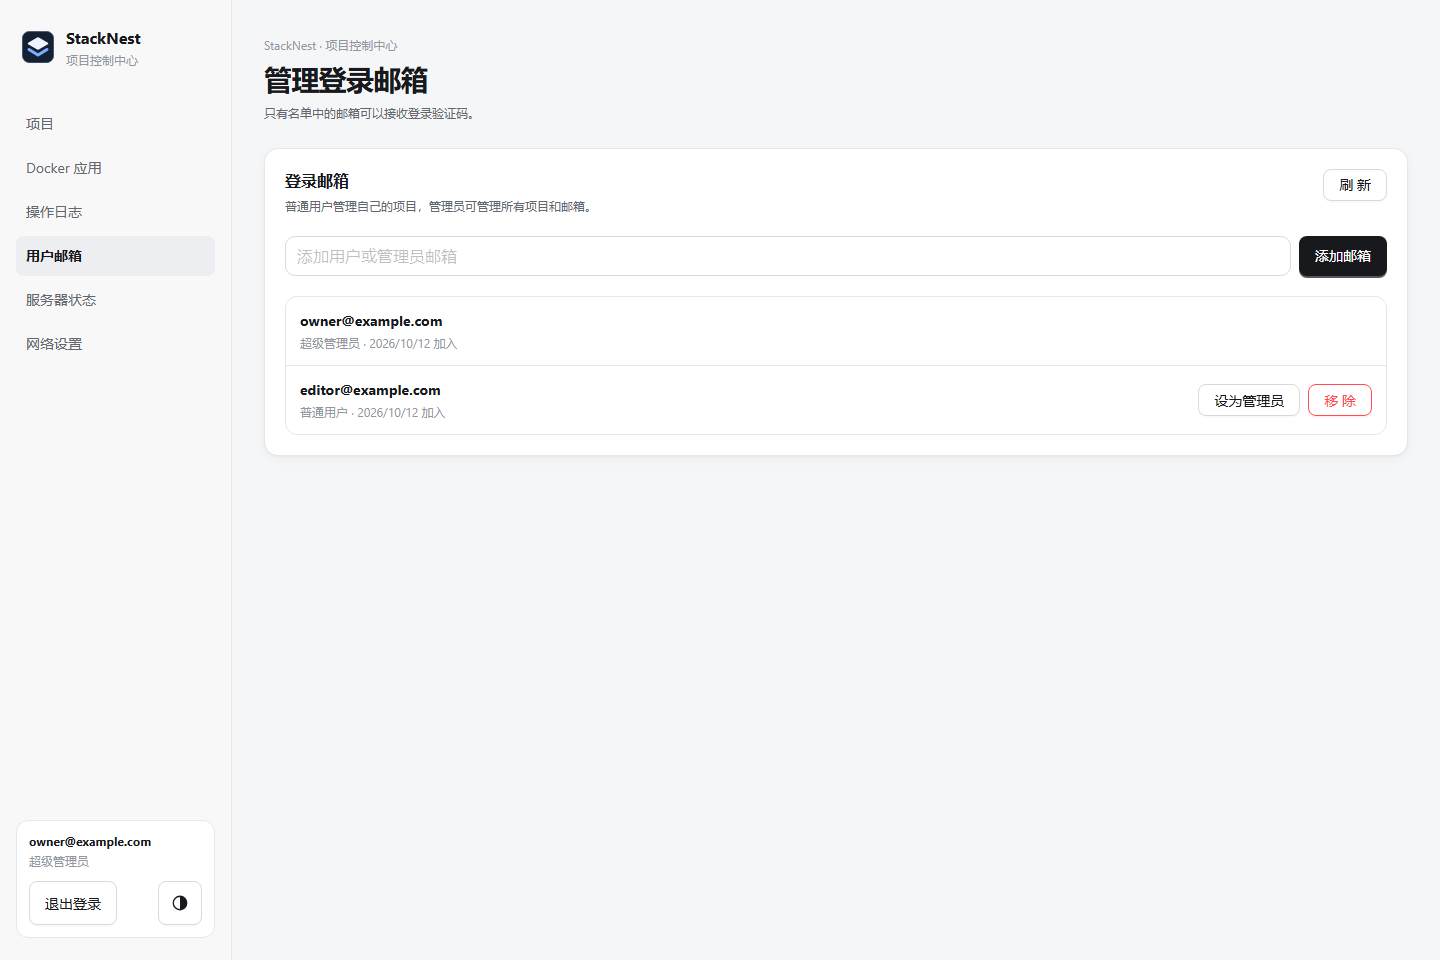 StackNest
项目控制中心
项目
Docker 应用
操作日志
用户邮箱
服务器状态
网络设置
owner@example.com
超级管理员
退出登录
StackNest · 项目控制中心
管理登录邮箱
只有名单中的邮箱可以接收登录验证码。
登录邮箱
普通用户管理自己的项目，管理员可管理所有项目和邮箱。
刷 新
添加用户或管理员邮箱
添加邮箱
owner@example.com
超级管理员 · 2026/10/12 加入
editor@example.com
普通用户 · 2026/10/12 加入
设为管理员
移 除